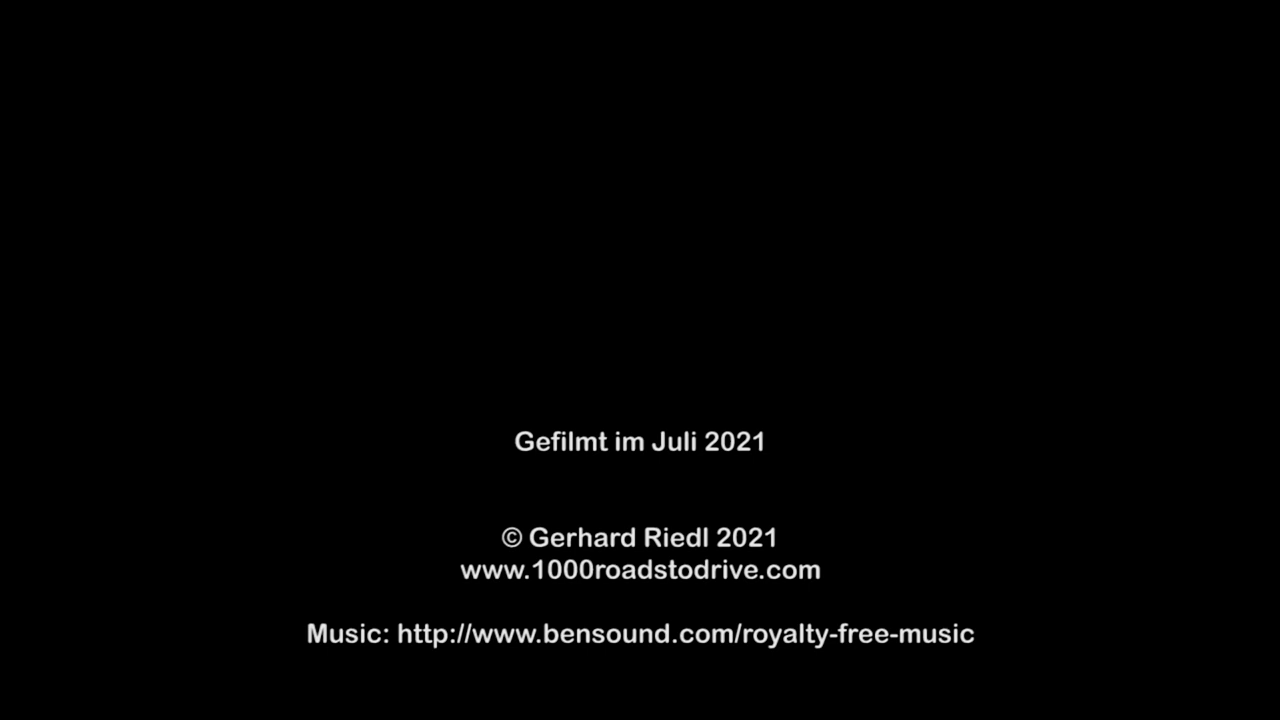 Gefilmt im Juli 2021
© Gerhard Riedl 2021
www.1000roadstodrive.com
Music: http://www.bensound.com/royalty-free-music